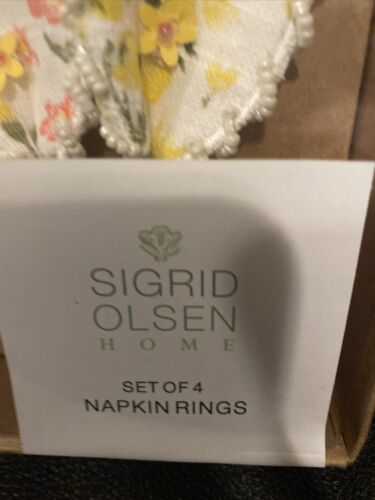 SIGRID
OLSEN
HOME
SET OF 4
NAPKIN RINGS